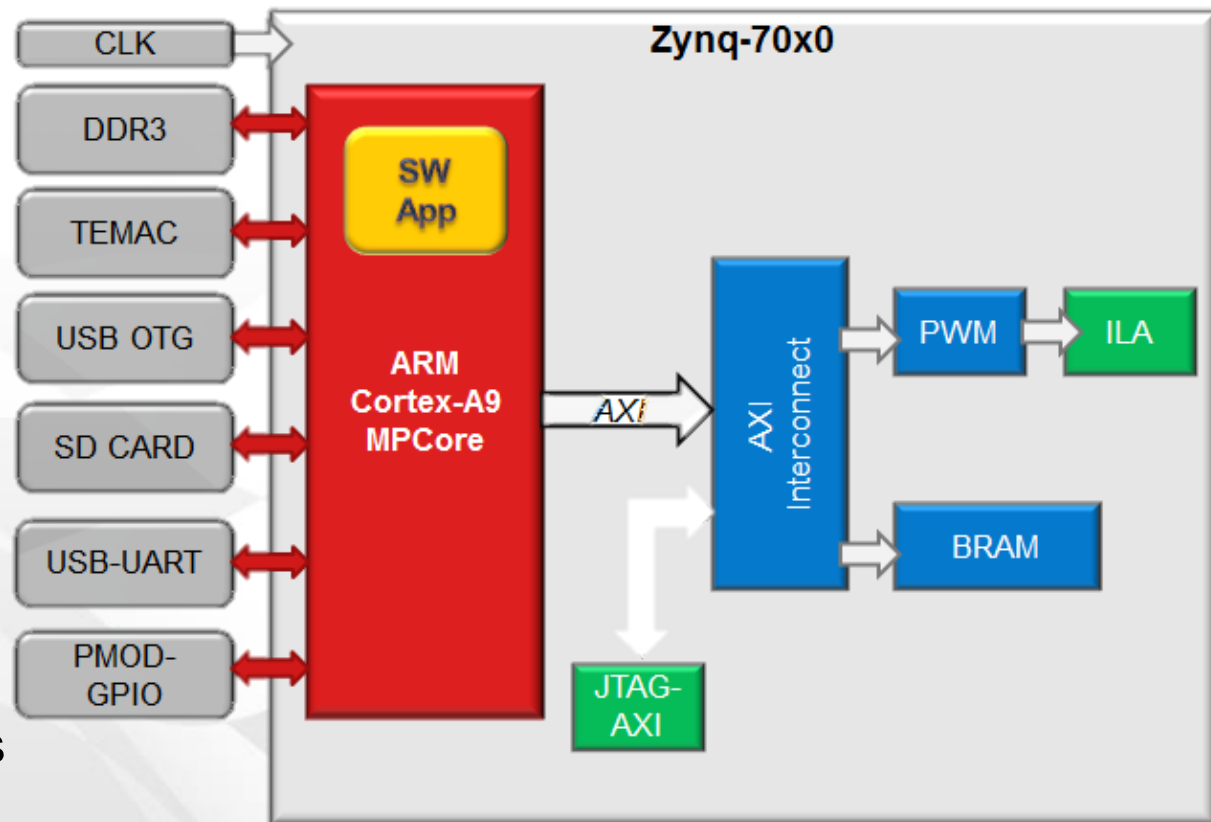 Zynq-70x0
CLK
DDR3
TEMAC
USB OTG
SD CARD
USB-UART
PMOD-
GPIO
s
SW
App
ARM
Cortex-A9
MPCore
AXI
AXI
Interconnect
PWM
ILA
BRAM
JTAG-
AXI